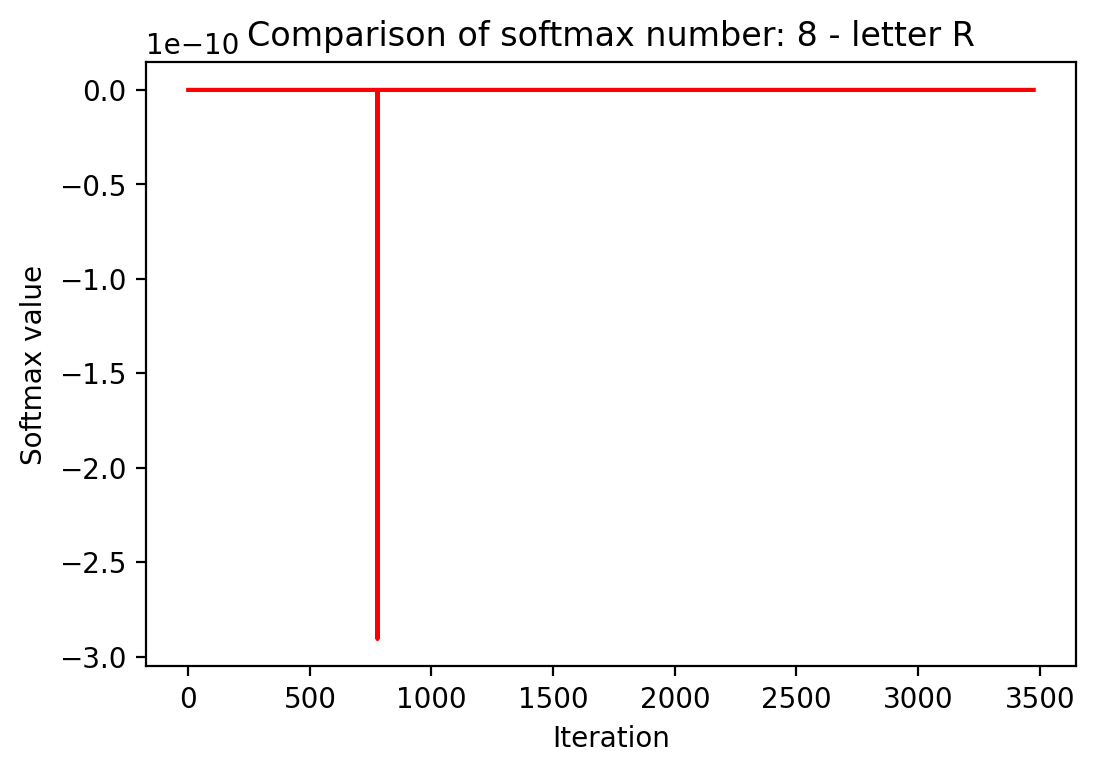 Comparison of softmax number: 8 - letter R
1e−10
0.0
−0.5
−1.0
−1.5
−2.0
−2.5
−3.0
Softmax value
0 500 1000 1500 2000 2500 3000 3500
Iteration